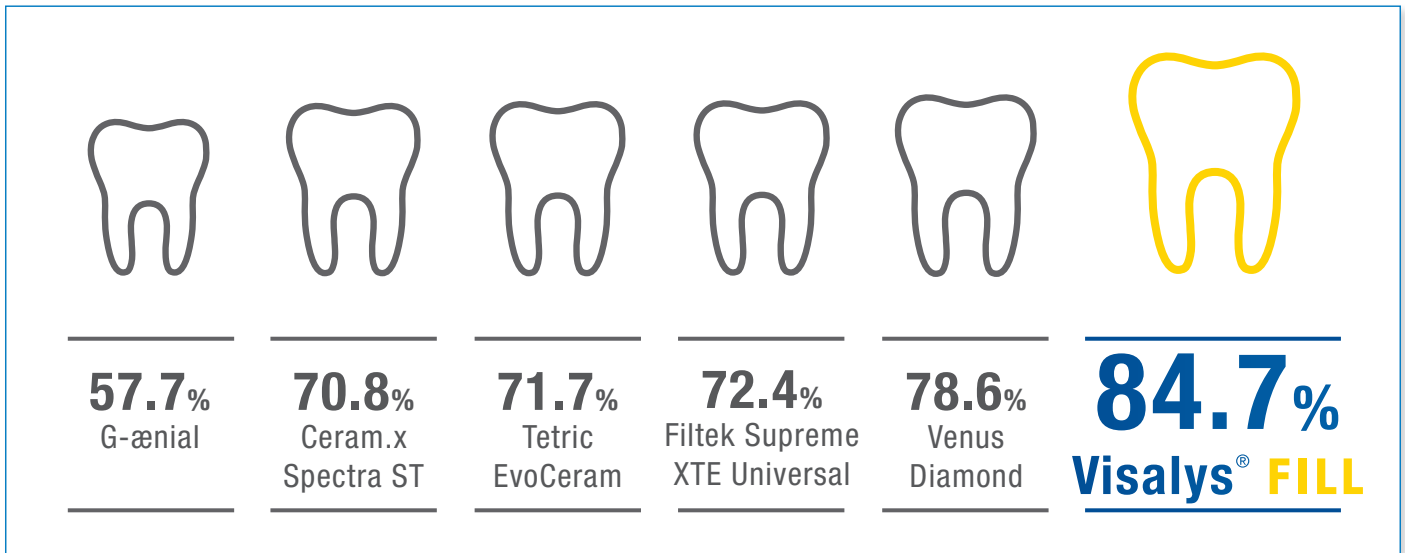 57.7%
G-ænial
70.8%
Ceram.x
Spectra ST
71.7%
Tetric
EvoCeram
72.4%
Filtek Supreme
XTE Universal
78.6%
Venus
Diamond
84.7%
Visalys® FILL